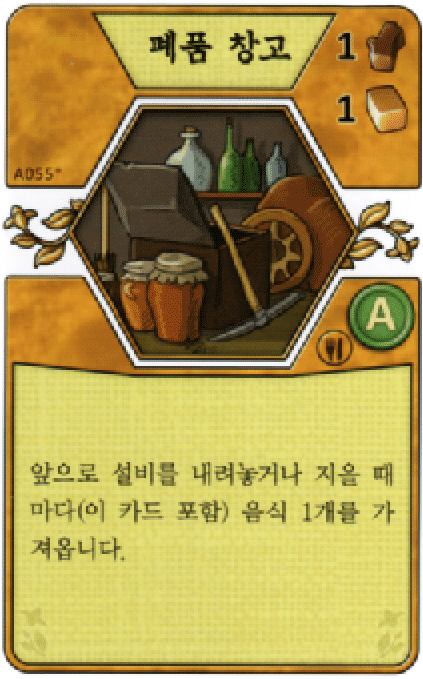 폐품 창고
1
1
A055*
A
앞으로 설비를 내려놓거나 지을 때
마다(이 카드 포함) 음식 1개를 가
져옵니다.